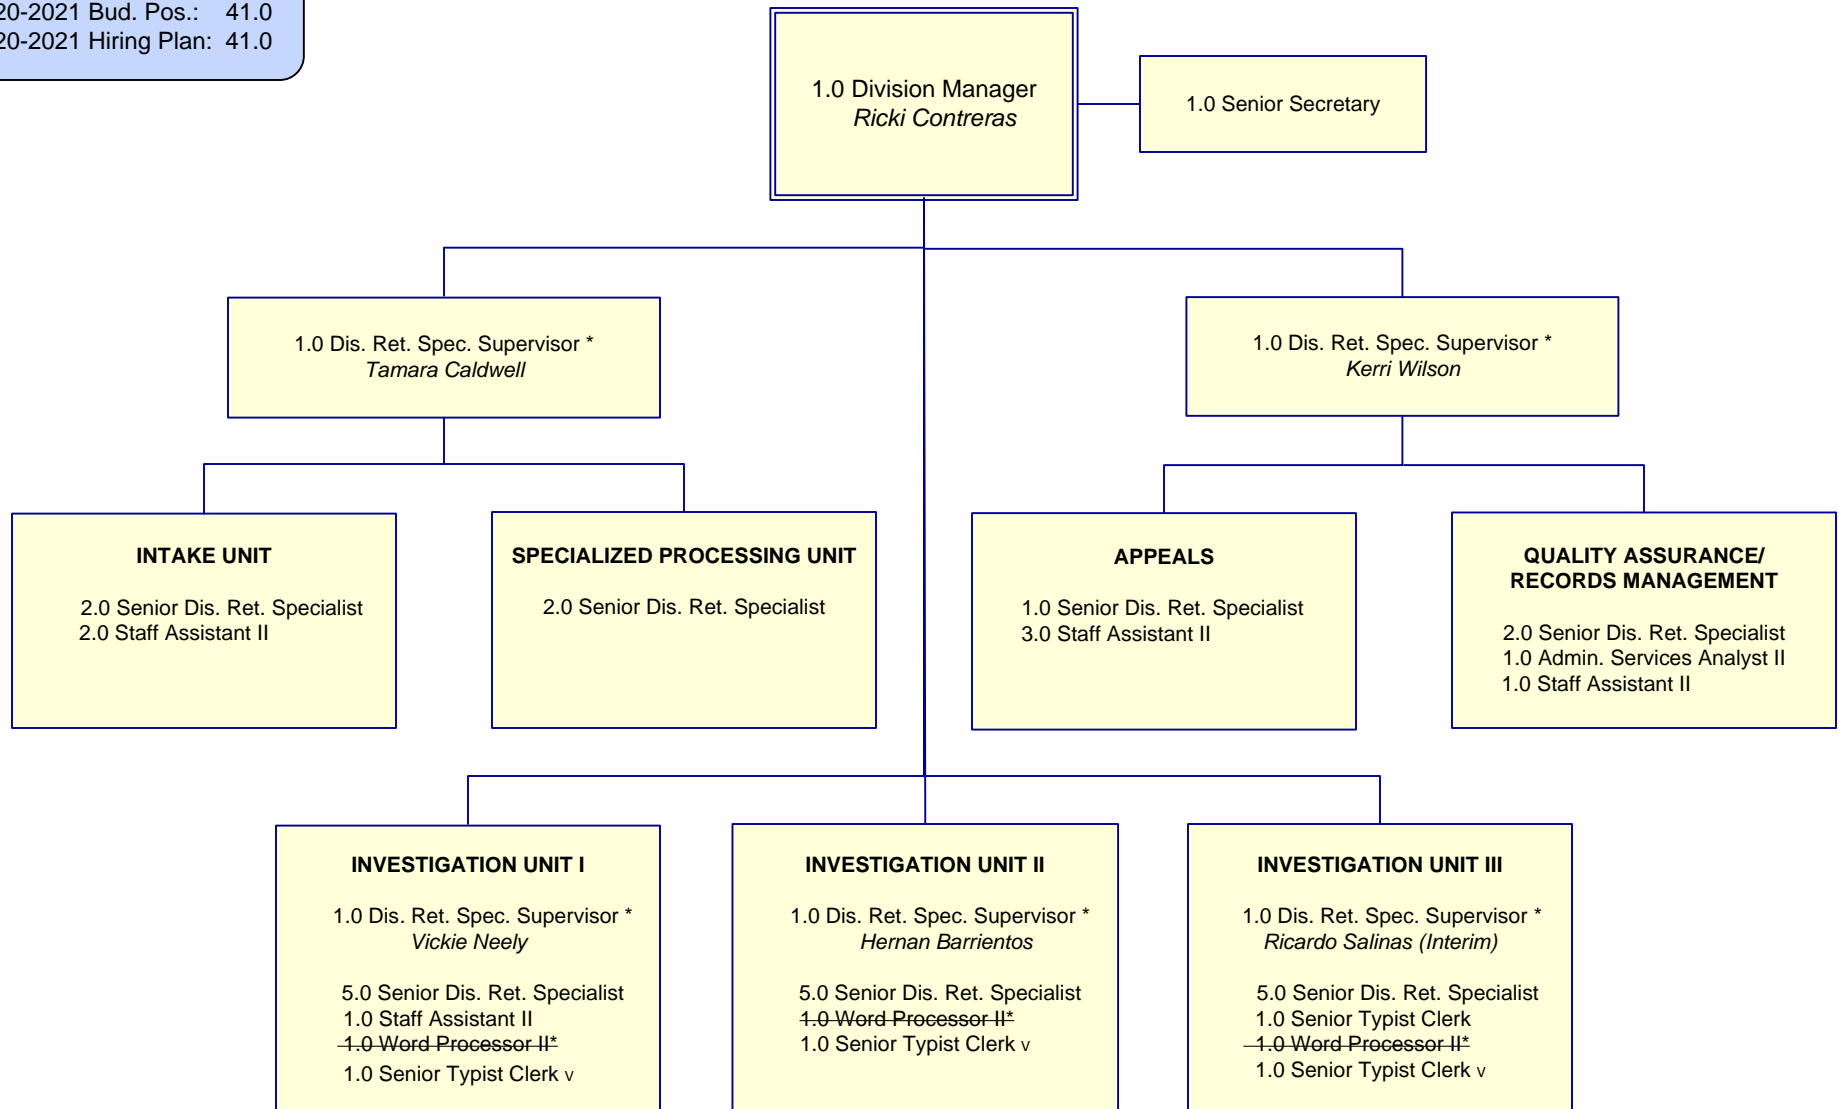 20-2021 Bud. Pos.: 41.0
20-2021 Hiring Plan: 41.0
1.0 Division Manager
Ricki Contreras
1.0 Senior Secretary
1.0 Dis. Ret. Spec. Supervisor *
Tamara Caldwell
1.0 Dis. Ret. Spec. Supervisor *
Kerri Wilson
INTAKE UNIT
2.0 Senior Dis. Ret. Specialist
2.0 Staff Assistant II
SPECIALIZED PROCESSING UNIT
2.0 Senior Dis. Ret. Specialist
APPEALS
1.0 Senior Dis. Ret. Specialist
3.0 Staff Assistant II
QUALITY ASSURANCE/
RECORDS MANAGEMENT
2.0 Senior Dis. Ret. Specialist
1.0 Admin. Services Analyst II
1.0 Staff Assistant II
INVESTIGATION UNIT I
1.0 Dis. Ret. Spec. Supervisor *
Vickie Neely
5.0 Senior Dis. Ret. Specialist
1.0 Staff Assistant II
1.0 Word Processor II*
1.0 Senior Typist Clerk v
INVESTIGATION UNIT II
1.0 Dis. Ret. Spec. Supervisor *
Hernan Barrientos
5.0 Senior Dis. Ret. Specialist
1.0 Word Processor II*
1.0 Senior Typist Clerk v
INVESTIGATION UNIT III
1.0 Dis. Ret. Spec. Supervisor *
Ricardo Salinas (Interim)
5.0 Senior Dis. Ret. Specialist
1.0 Senior Typist Clerk
1.0 Word Processor II*
1.0 Senior Typist Clerk v